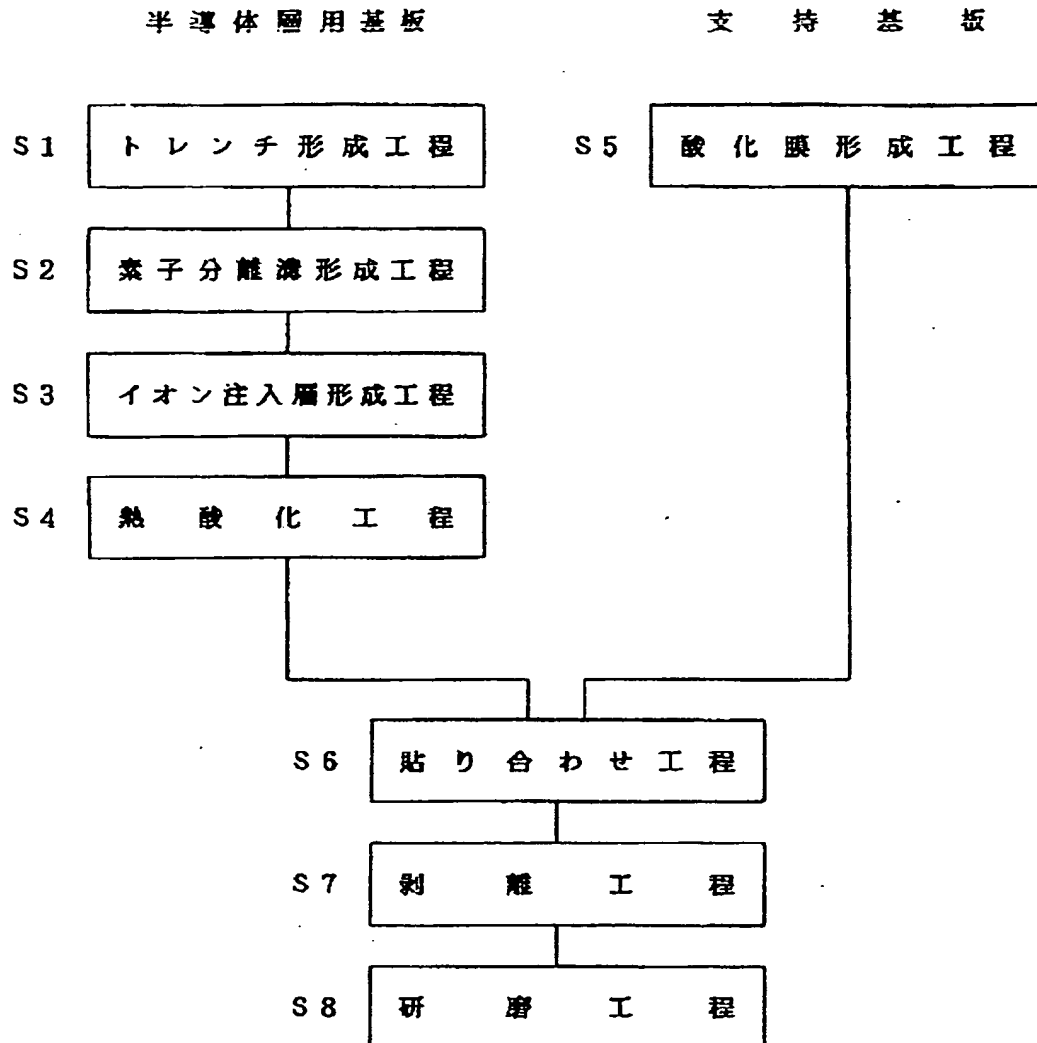 半導体層用基板
支持基板
S1 トレンチ形成工程
S5 酸化膜形成工程
S2 素子分離溝形成工程
S3 イオン注入層形成工程
S4 熱酸化工程
S6 貼り合わせ工程
S7 剥離工程
S8 研磨工程